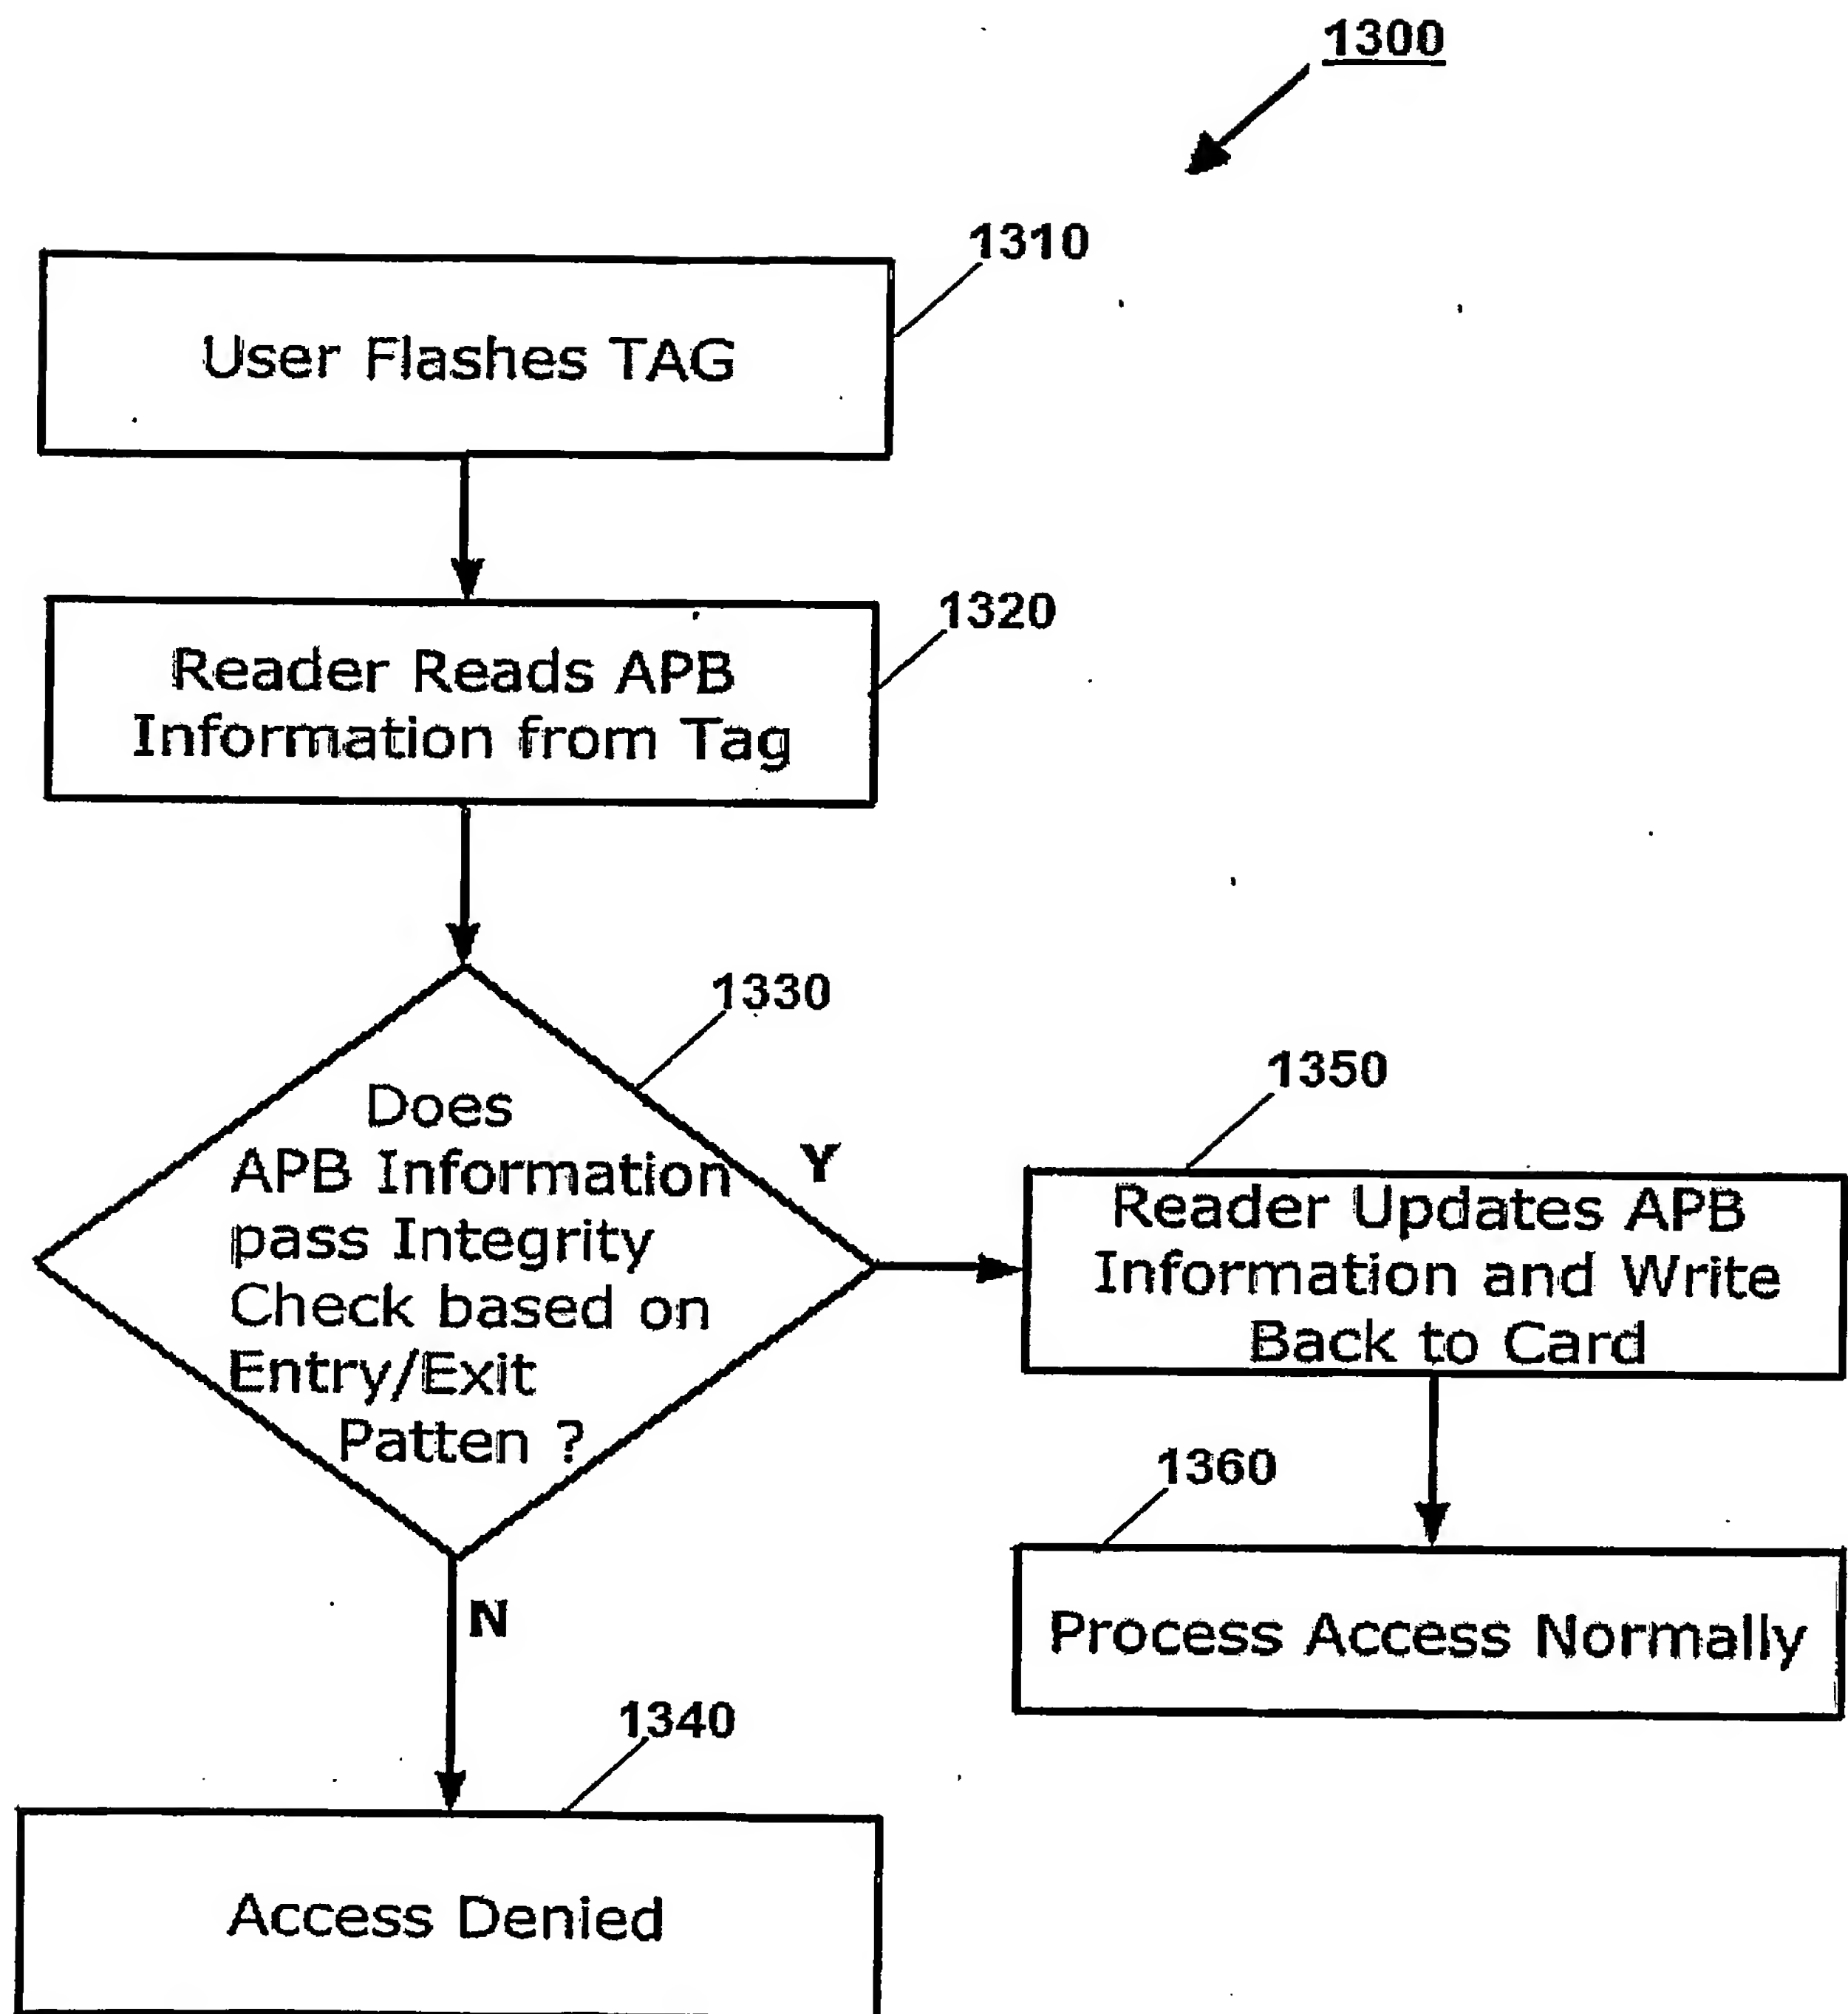 1300
1310
User Flashes TAG
1320
Reader Reads APB
Information from Tag
1330
Does
APB Information
pass Integrity
Check based on
Entry/Exit
Patten ?
Y
1350
Reader Updates APB
Information and Write
Back to Card
1360
Process Access Normally
N
1340
Access Denied